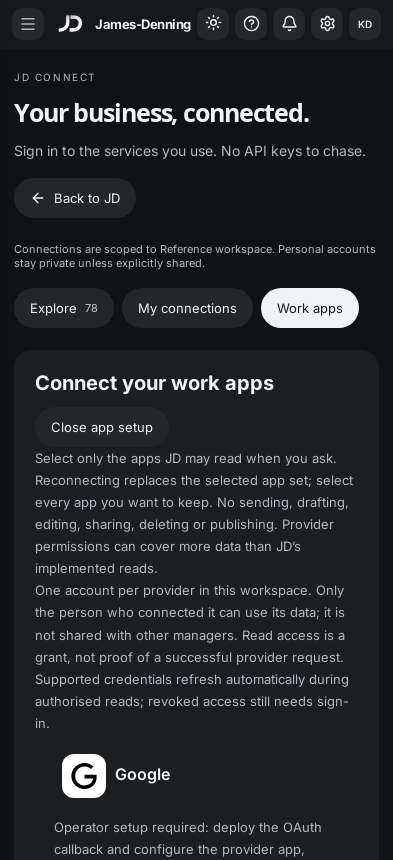 James-Denning
KD
JD CONNECT
Your business, connected.
Sign in to the services you use. No API keys to chase.
Back to JD
Connections are scoped to Reference workspace. Personal accounts
stay private unless explicitly shared.
Explore 78
My connections
Work apps
Connect your work apps
Close app setup
Select only the apps JD may read when you ask.
Reconnecting replaces the selected app set; select
every app you want to keep. No sending, drafting,
editing, sharing, deleting or publishing. Provider
permissions can cover more data than JD’s
implemented reads.
One account per provider in this workspace. Only
the person who connected it can use its data; it is
not shared with other managers. Read access is a
grant, not proof of a successful provider request.
Supported credentials refresh automatically during
authorised reads; revoked access still needs sign-
in.
G
Google
Operator setup required: deploy the OAuth
callback and configure the provider app,